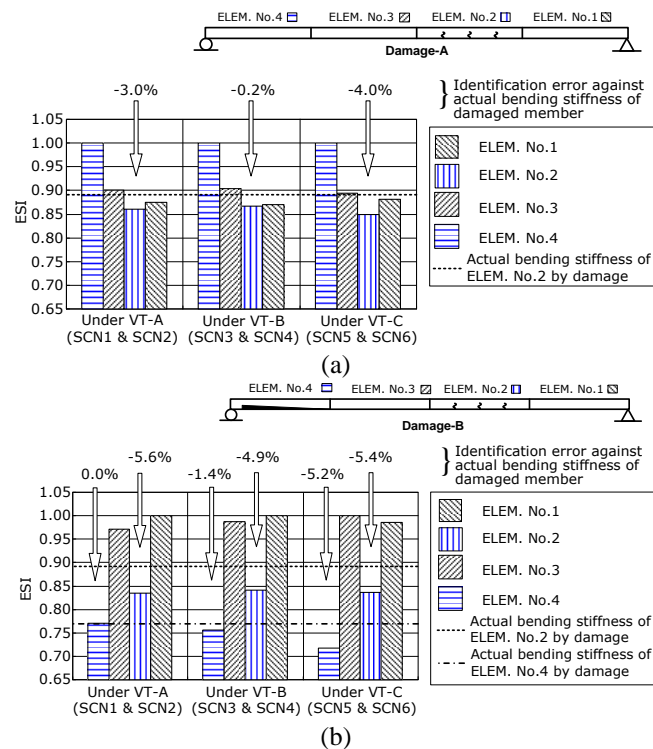 ELEM. No.4 ELEM. No.3 ELEM. No.2 ELEM. No.1
Damage-A
-3.0% -0.2% -4.0%
} Identification error against
actual bending stiffness of
damaged member
1.05
1.00
0.95
0.90
0.85
0.80
0.75
0.70
0.65
ESI
Under VT-A Under VT-B Under VT-C
(SCN1 & SCN2) (SCN3 & SCN4) (SCN5 & SCN6)
ELEM. No.1
ELEM. No.2
ELEM. No.3
ELEM. No.4
Actual bending stiffness
of ELEM. No.2 by damage
(a)
ELEM. No.4 ELEM. No.3 ELEM. No.2 ELEM. No.1
Damage-B
-5.6% -4.9% -5.4%
0.0% -1.4% -5.2%
} Identification error against
actual bending stiffness of
damaged member
1.05
1.00
0.95
0.90
0.85
0.80
0.75
0.70
0.65
ESI
Under VT-A Under VT-B Under VT-C
(SCN1 & SCN2) (SCN3 & SCN4) (SCN5 & SCN6)
ELEM. No.1
ELEM. No.2
ELEM. No.3
ELEM. No.4
Actual bending stiffness
of ELEM. No.2 by damage
Actual bending stiffness
of ELEM. No.4 by damage
(b)